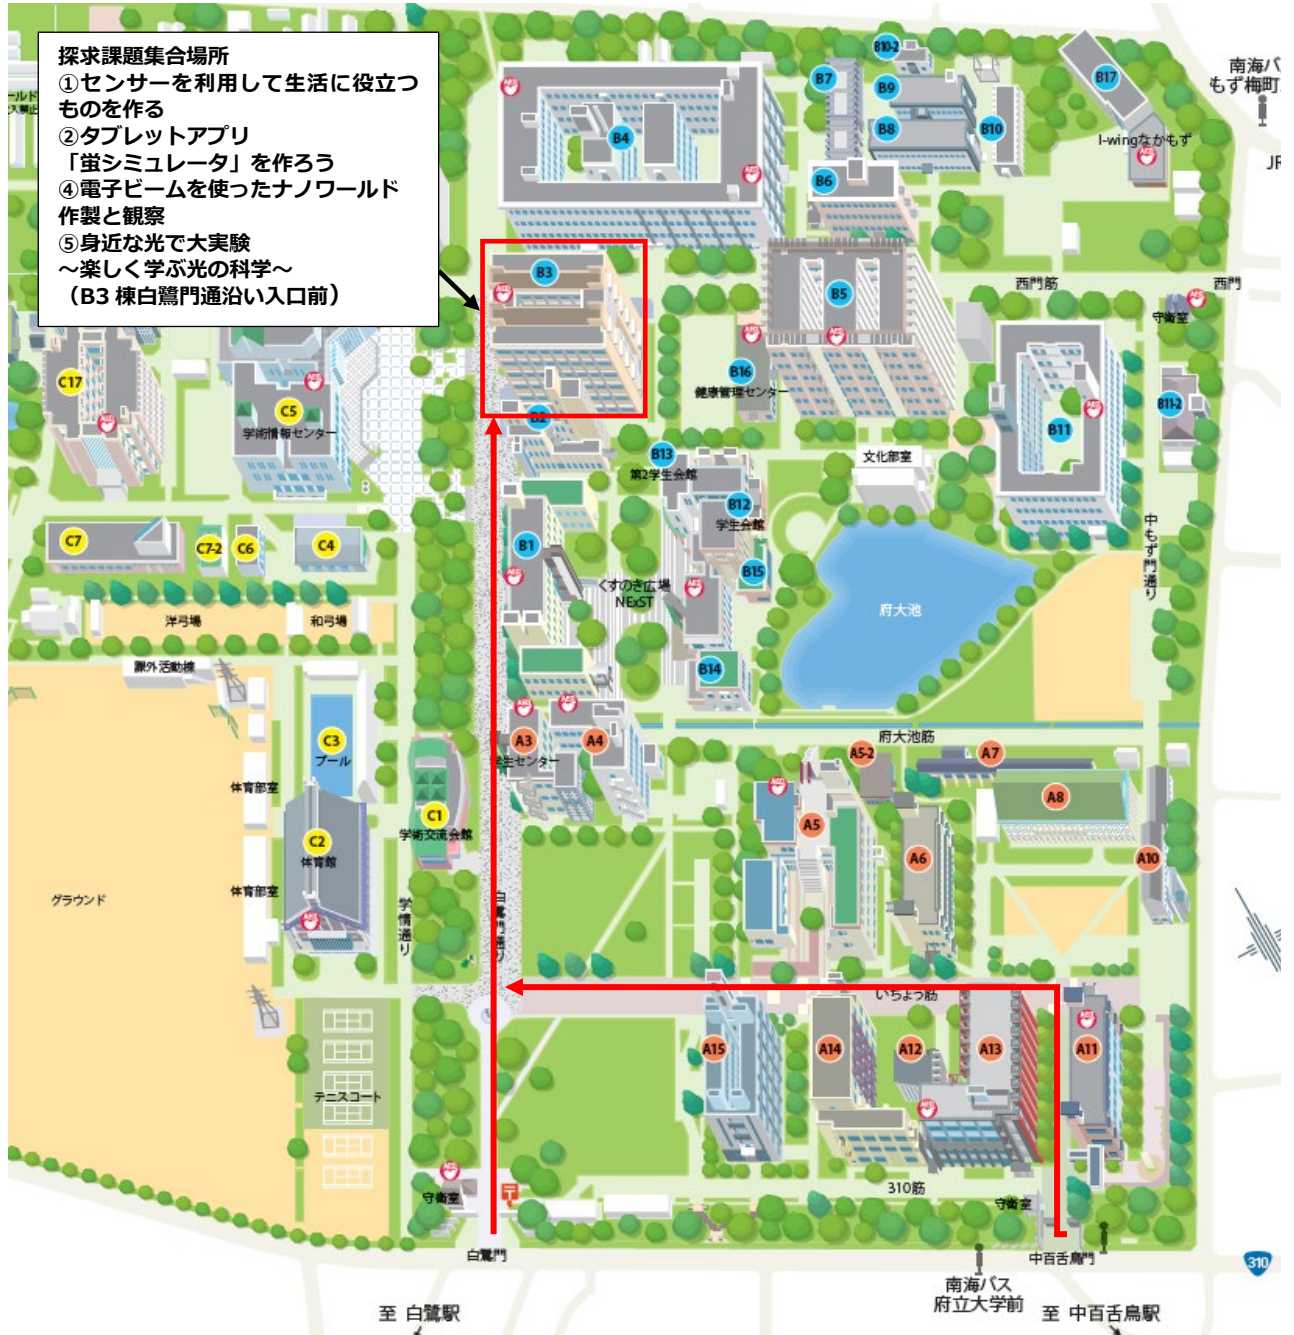 探求課題集合場所
①センサーを利用して生活に役立つ
ものを作る
②タブレットアプリ
「蛍シミュレータ」を作ろう
④電子ビームを使ったナノワールド
作製と観察
⑤身近な光で大実験
～楽しく学ぶ光の科学～
（B3 棟白鷺門通沿い入口前）
B10-2
B7
B9
B17
南海バ
もず梅町
B4
B8
B10
I-wingなかもず
JR
B6
B3
B5
西門筋
西門
守衛室
C17
C5
学術情報センター
B16
健康管理センター
B2
B11
B11-2
B13
第2学生会館
文化部室
B12
学生会館
C7
C7-2
C6
C4
B1
B15
中もず門通り
くすのき広場
NExST
府大池
洋弓場
和弓場
課外活動棟
B14
C3
プール
A3
学生センター
A4
府大池筋
A5-2
A7
体育部室
A8
C1
学術交流会館
A5
A6
C2
体育館
A10
体育部室
グラウンド
学情通り
白鷺門通り
いちょう筋
A15
A14
A12
A13
A11
テニスコート
310筋
守衛室
守衛室
白鷺門
中百舌鳥門
310
南海バス
府立大学前
至 白鷺駅
至 中百舌鳥駅